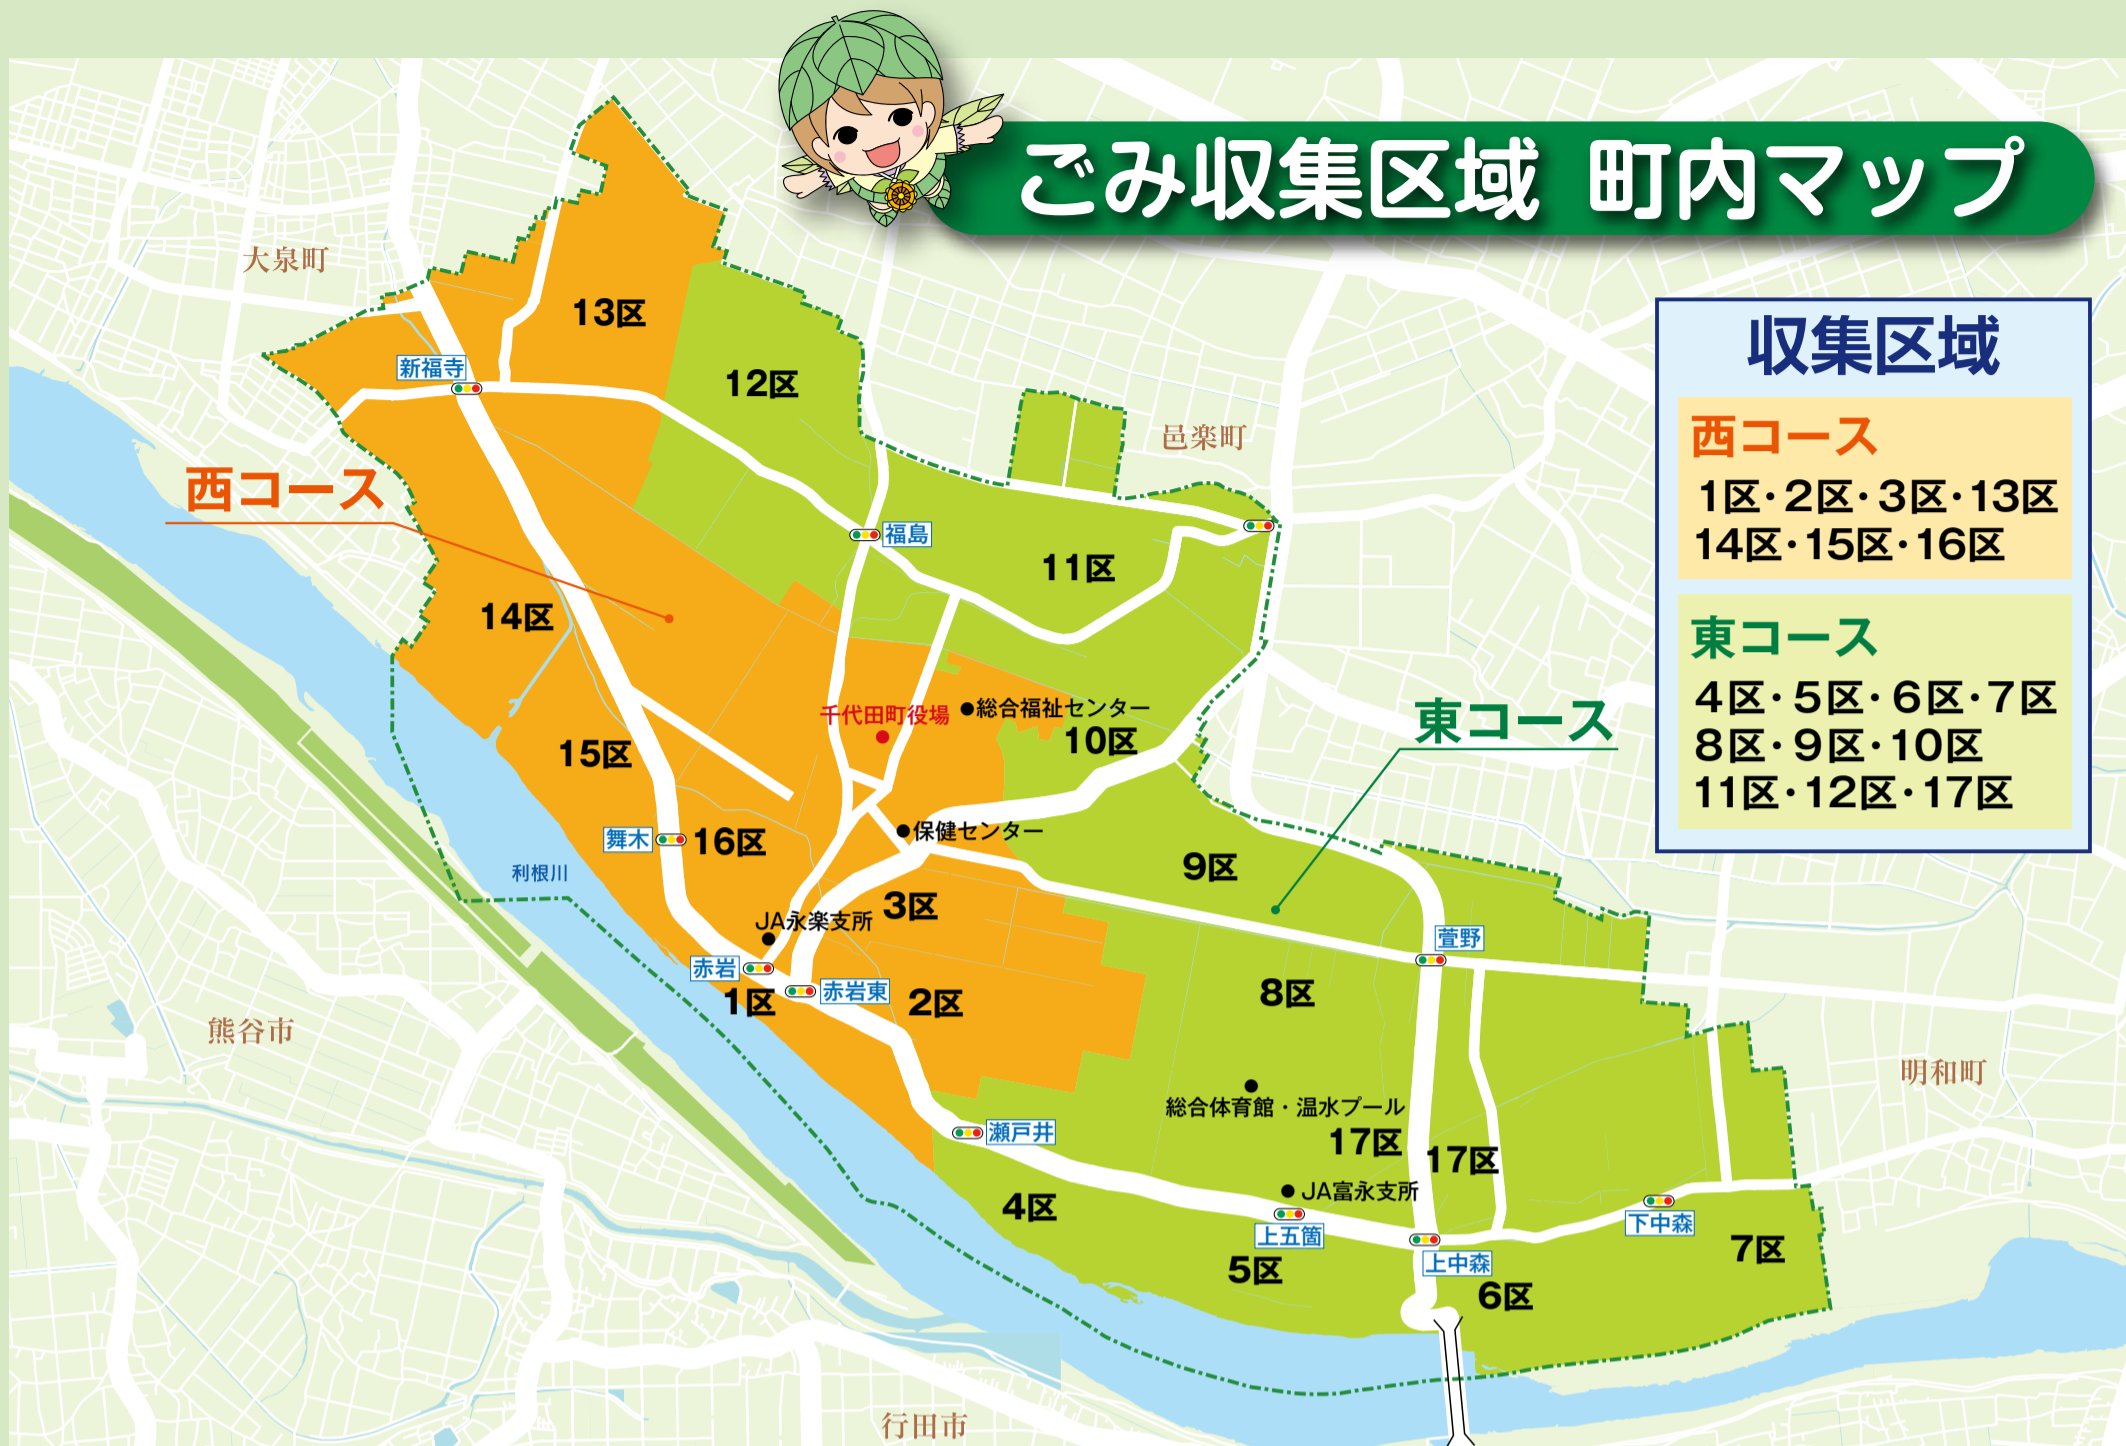 ごみ収集区域 町内マップ
大泉町
13区
収集区域
新福寺
12区
西コース
1区・2区・3区・13区
14区・15区・16区
邑楽町
西コース
福島
11区
東コース
4区・5区・6区・7区
8区・9区・10区
11区・12区・17区
14区
千代田町役場
総合福祉センター
10区
東コース
15区
舞木
16区
保健センター
利根川
9区
3区
JA永楽支所
萱野
赤岩
赤岩東
1区
2区
8区
熊谷市
明和町
総合体育館・温水プール
瀬戸井
17区
17区
JA富永支所
4区
上五箇
下中森
5区
上中森
7区
6区
行田市